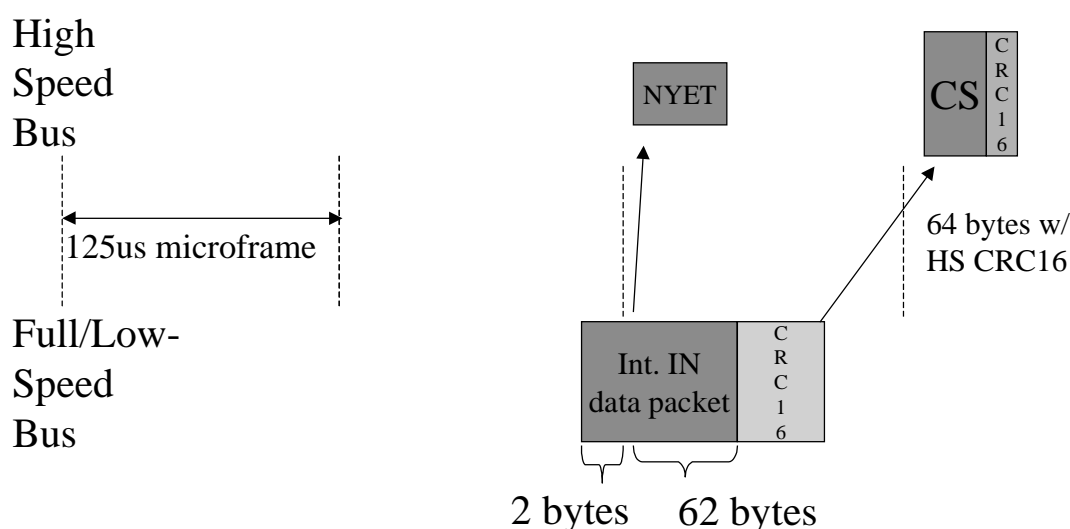 High
Speed
Bus
NYET
CS
C
R
C
1
6
125us microframe
64 bytes w/
HS CRC16
Full/Low-
Speed
Bus
Int. IN
data packet
C
R
C
1
6
2 bytes
62 bytes